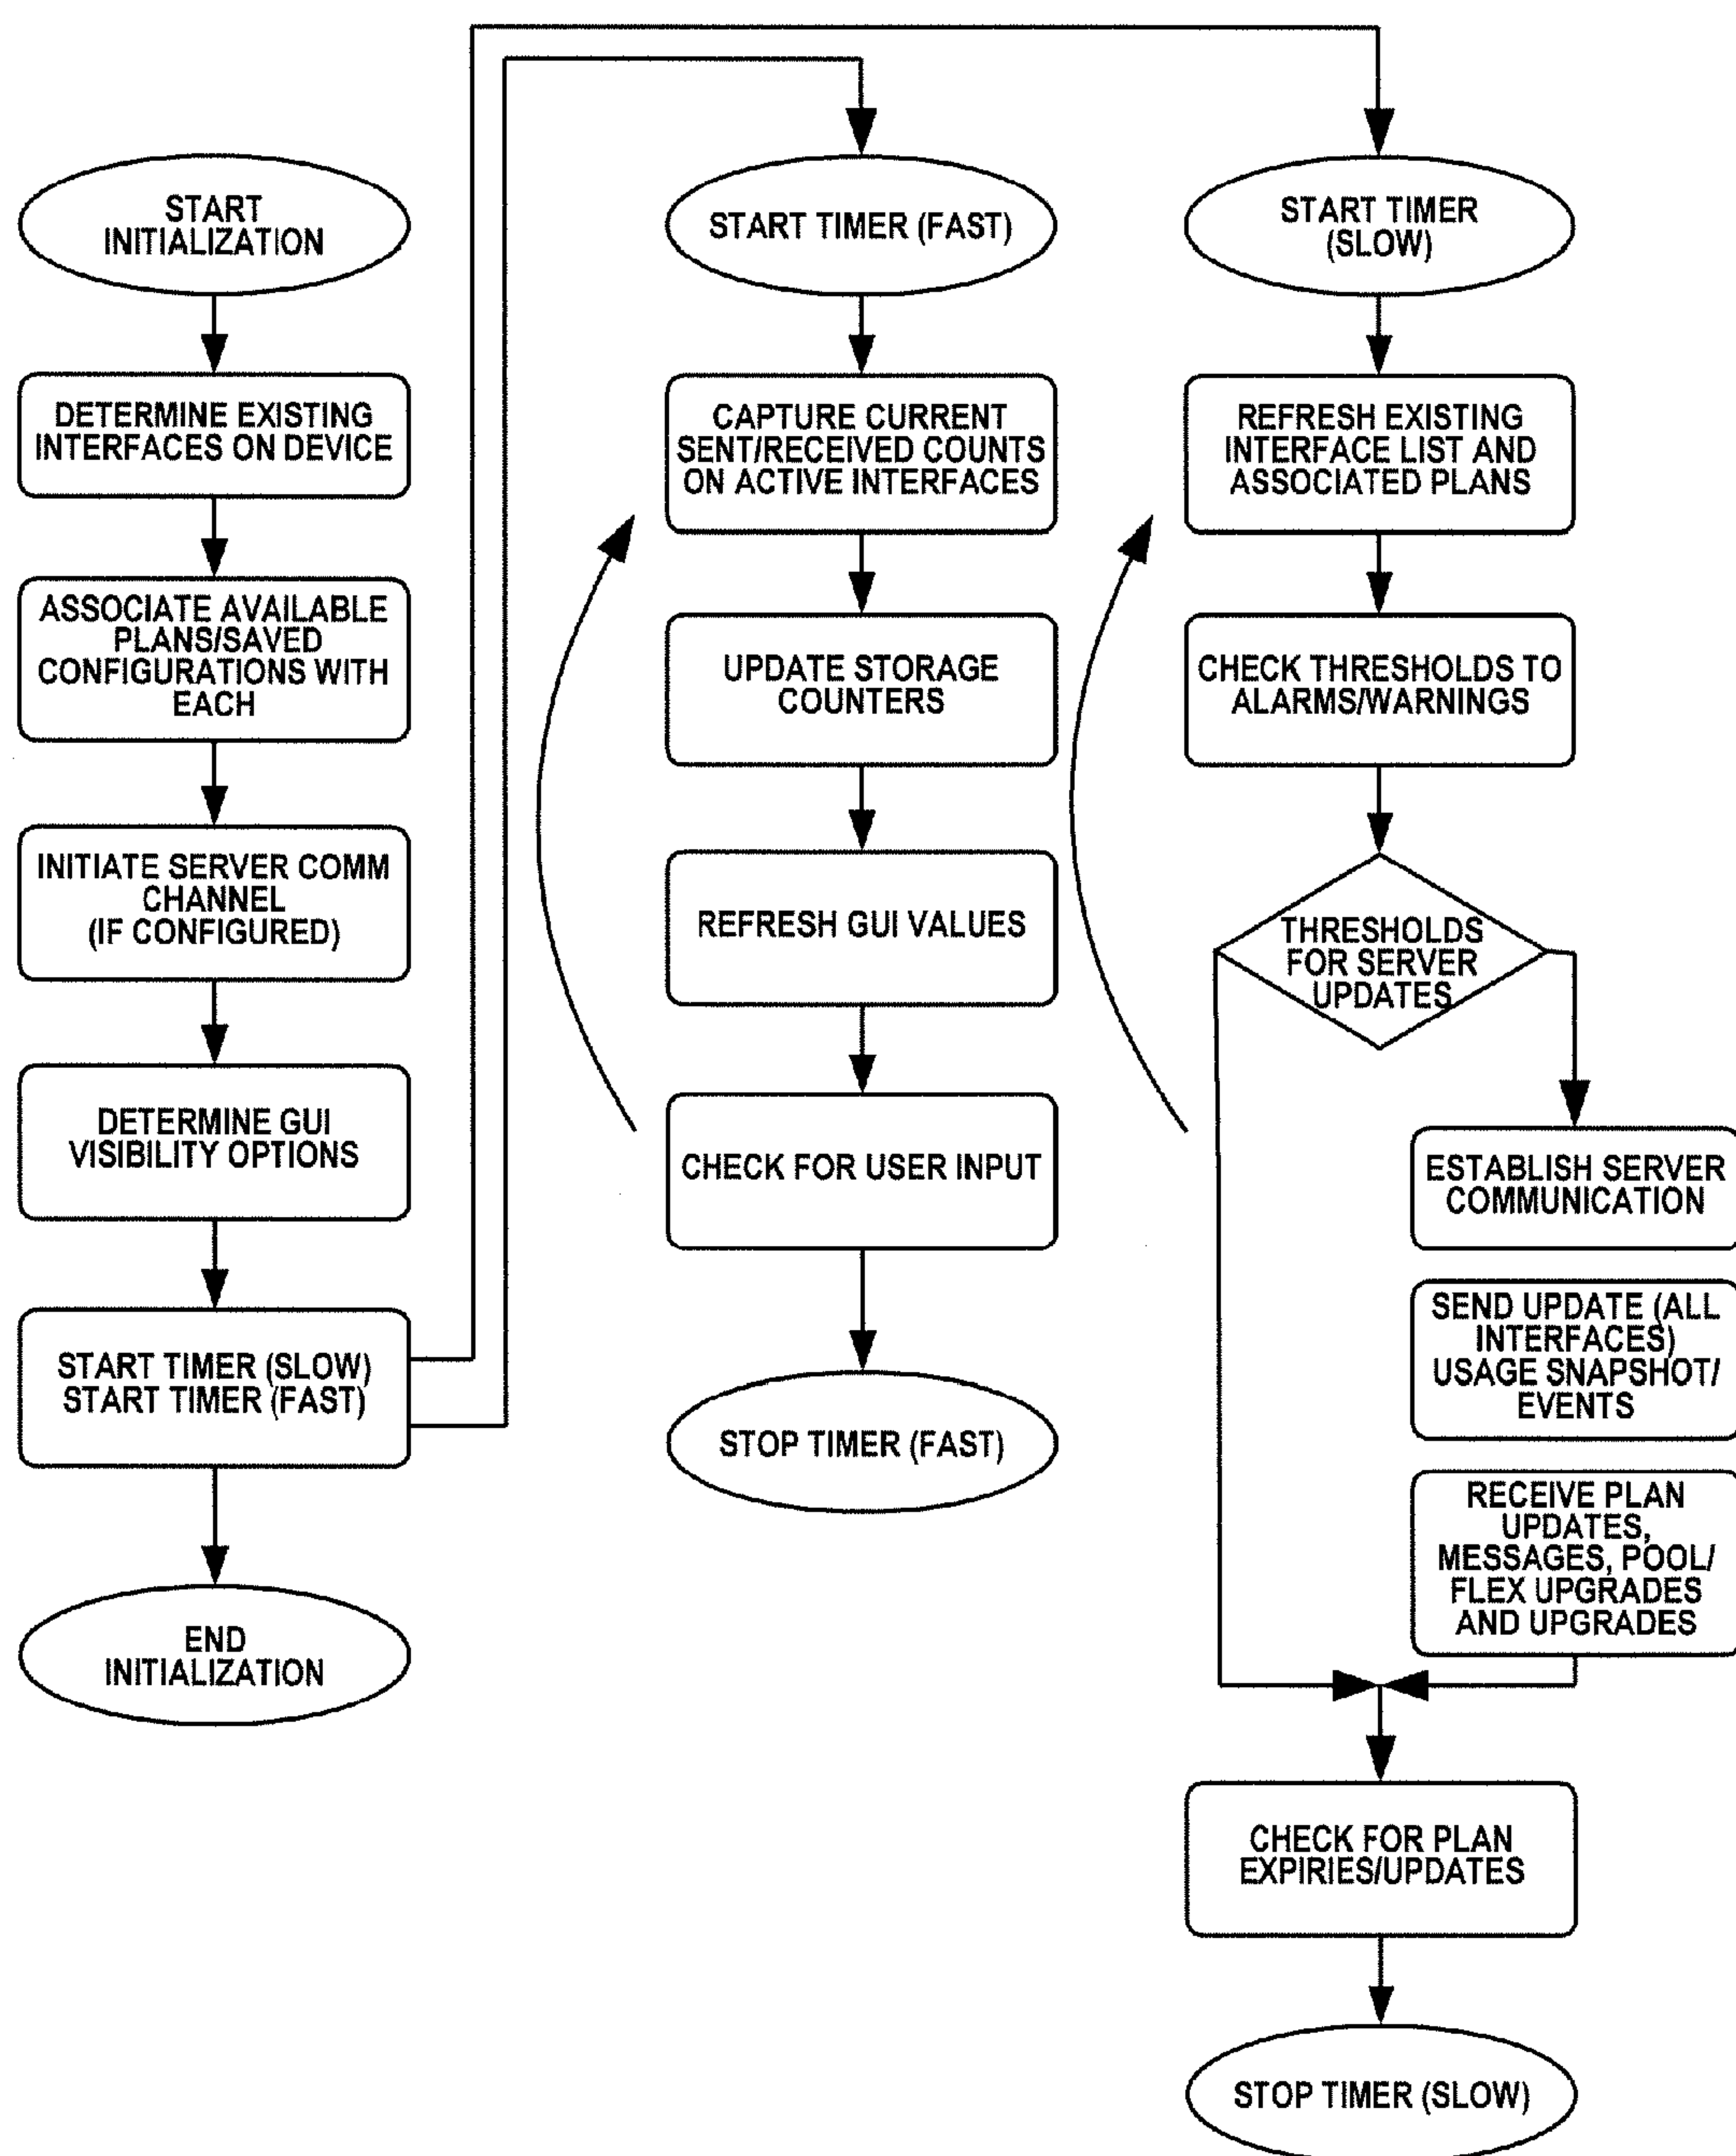 START
INITIALIZATION
DETERMINE EXISTING
INTERFACES ON DEVICE
ASSOCIATE AVAILABLE
PLANS/SAVED
CONFIGURATIONS WITH
EACH
INITIATE SERVER COMM
CHANNEL
(IF CONFIGURED)
DETERMINE GUI
VISIBILITY OPTIONS
START TIMER (SLOW)
START TIMER (FAST)
END
INITIALIZATION
START TIMER (FAST)
CAPTURE CURRENT
SENT/RECEIVED COUNTS
ON ACTIVE INTERFACES
UPDATE STORAGE
COUNTERS
REFRESH GUI VALUES
CHECK FOR USER INPUT
STOP TIMER (FAST)
START TIMER
(SLOW)
REFRESH EXISTING
INTERFACE LIST AND
ASSOCIATED PLANS
CHECK THRESHOLDS TO
ALARMS/WARNINGS
THRESHOLDS
FOR SERVER
UPDATES
ESTABLISH SERVER
COMMUNICATION
SEND UPDATE (ALL
INTERFACES)
USAGE SNAPSHOT/
EVENTS
RECEIVE PLAN
UPDATES,
MESSAGES, POOL/
FLEX UPGRADES
AND UPGRADES
CHECK FOR PLAN
EXPIRIES/UPDATES
STOP TIMER (SLOW)